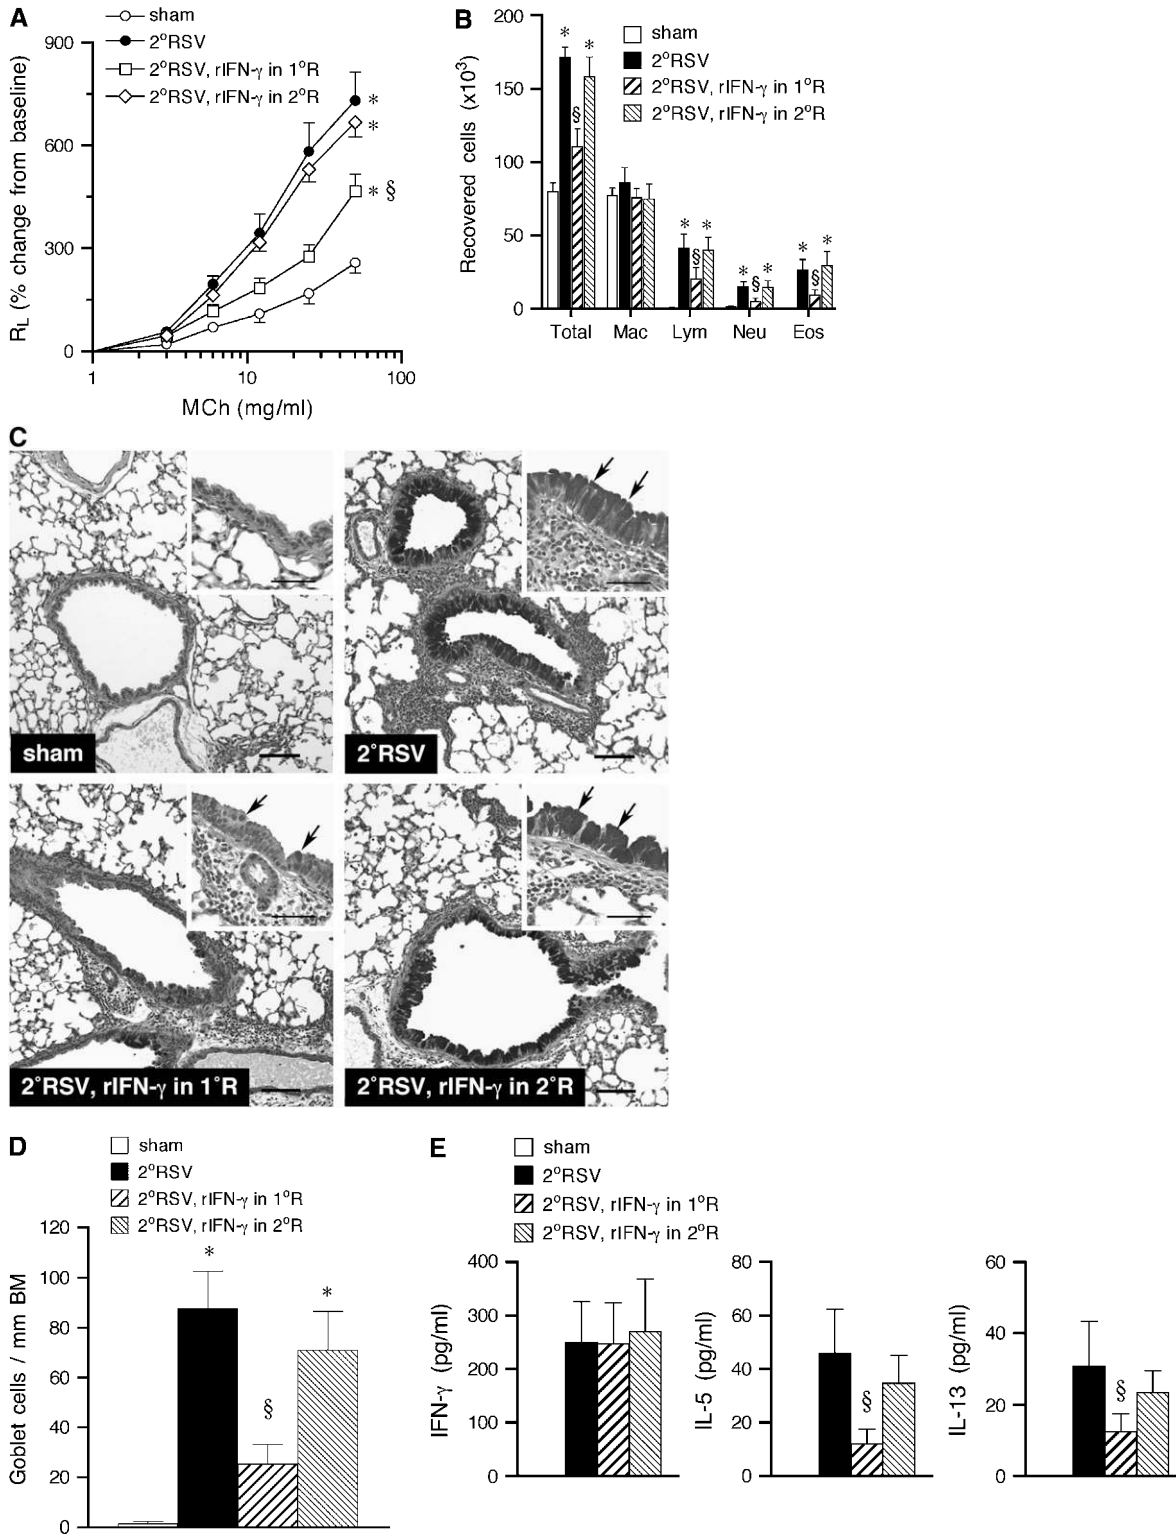 A
sham
2°RSV
2°RSV, rIFN-γ in 1°R
2°RSV, rIFN-γ in 2°R
900
600
300
0
RL (% change from baseline)
*
*
* §
1
10
100
MCh (mg/ml)
B
sham
2°RSV
2°RSV, rIFN-γ in 1°R
2°RSV, rIFN-γ in 2°R
200
150
100
50
0
Recovered cells (x10³)
* § *
* § *
* § *
* § *
Total Mac Lym Neu Eos
C
sham
2°RSV
2°RSV, rIFN-γ in 1°R
2°RSV, rIFN-γ in 2°R
D
sham
2°RSV
2°RSV, rIFN-γ in 1°R
2°RSV, rIFN-γ in 2°R
120
100
80
60
40
20
0
Goblet cells / mm BM
*
§
*
E
sham
2°RSV
2°RSV, rIFN-γ in 1°R
2°RSV, rIFN-γ in 2°R
400
300
200
100
0
IFN-γ (pg/ml)
80
60
40
20
0
IL-5 (pg/ml)
§
60
40
20
0
IL-13 (pg/ml)
§